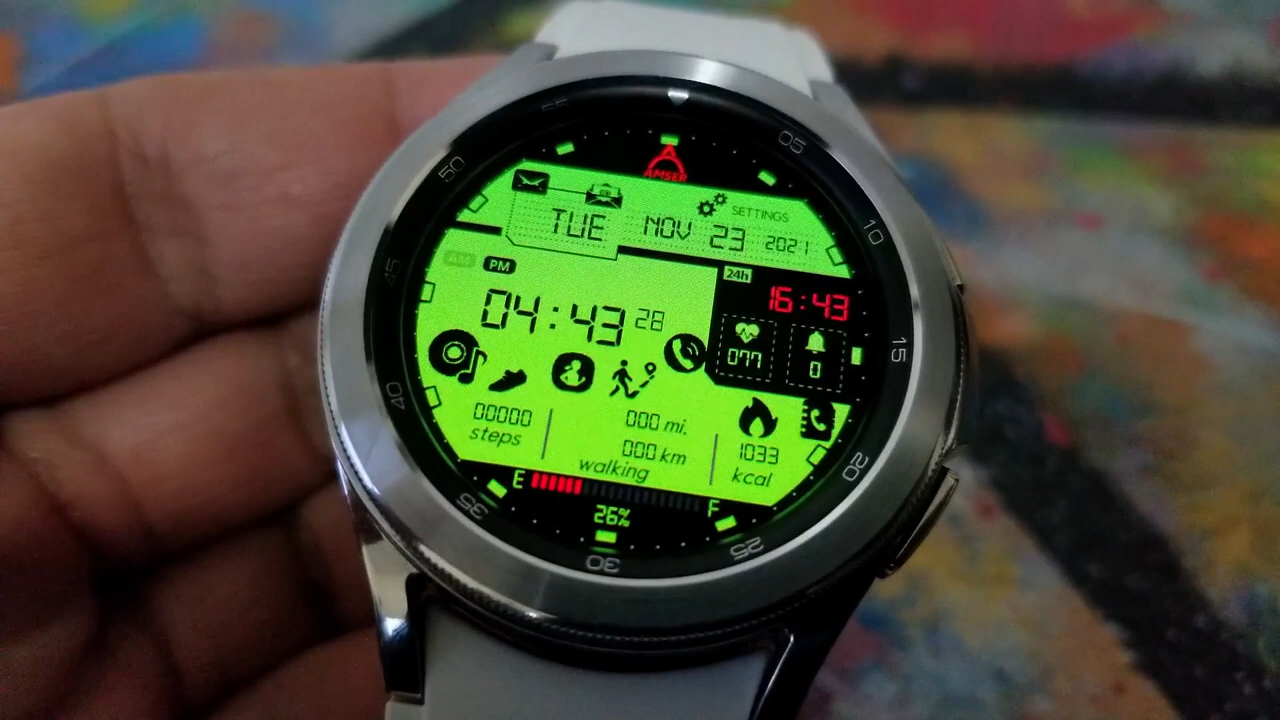 AMSER
SETTINGS
TUE NOV 23 2021
AM PM
24h
16:43
04:43 28
077
0
00000
steps
000 mi.
000 km
walking
1033
kcal
E F
26%
55
05
10
15
20
25
30
35
40
45
50